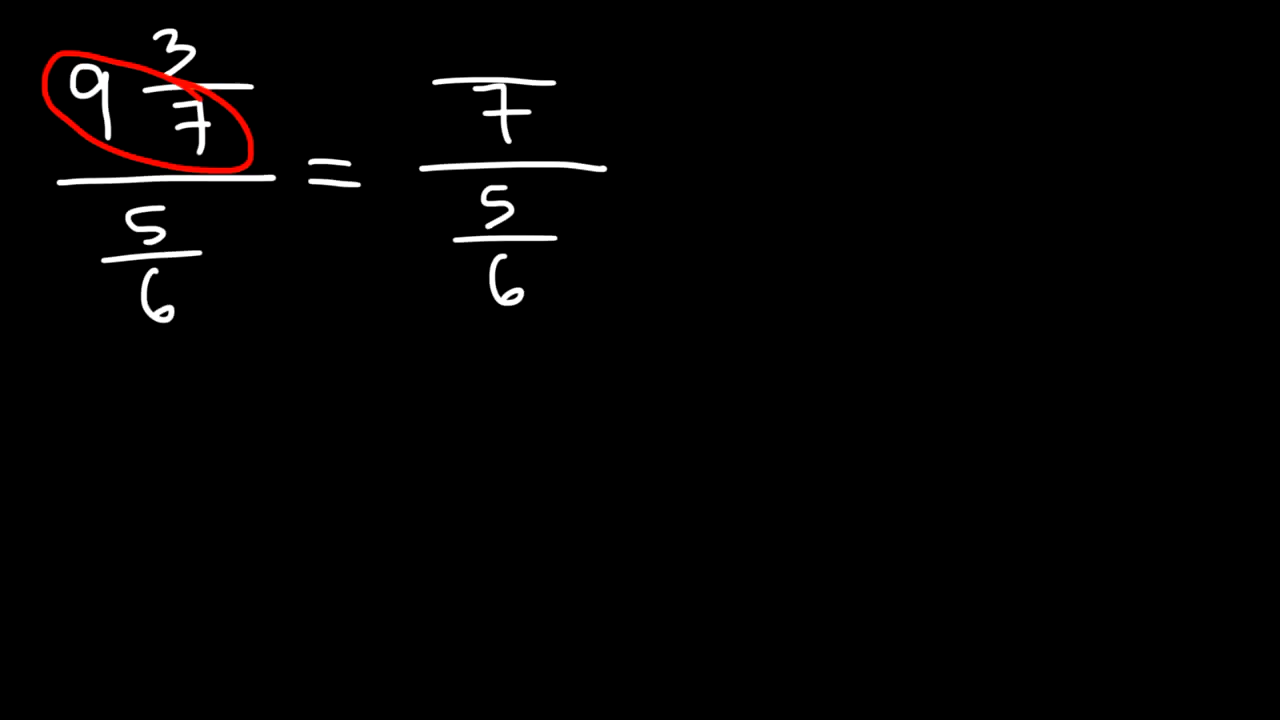 9 3/7 / 5/6 = /7 / 5/6